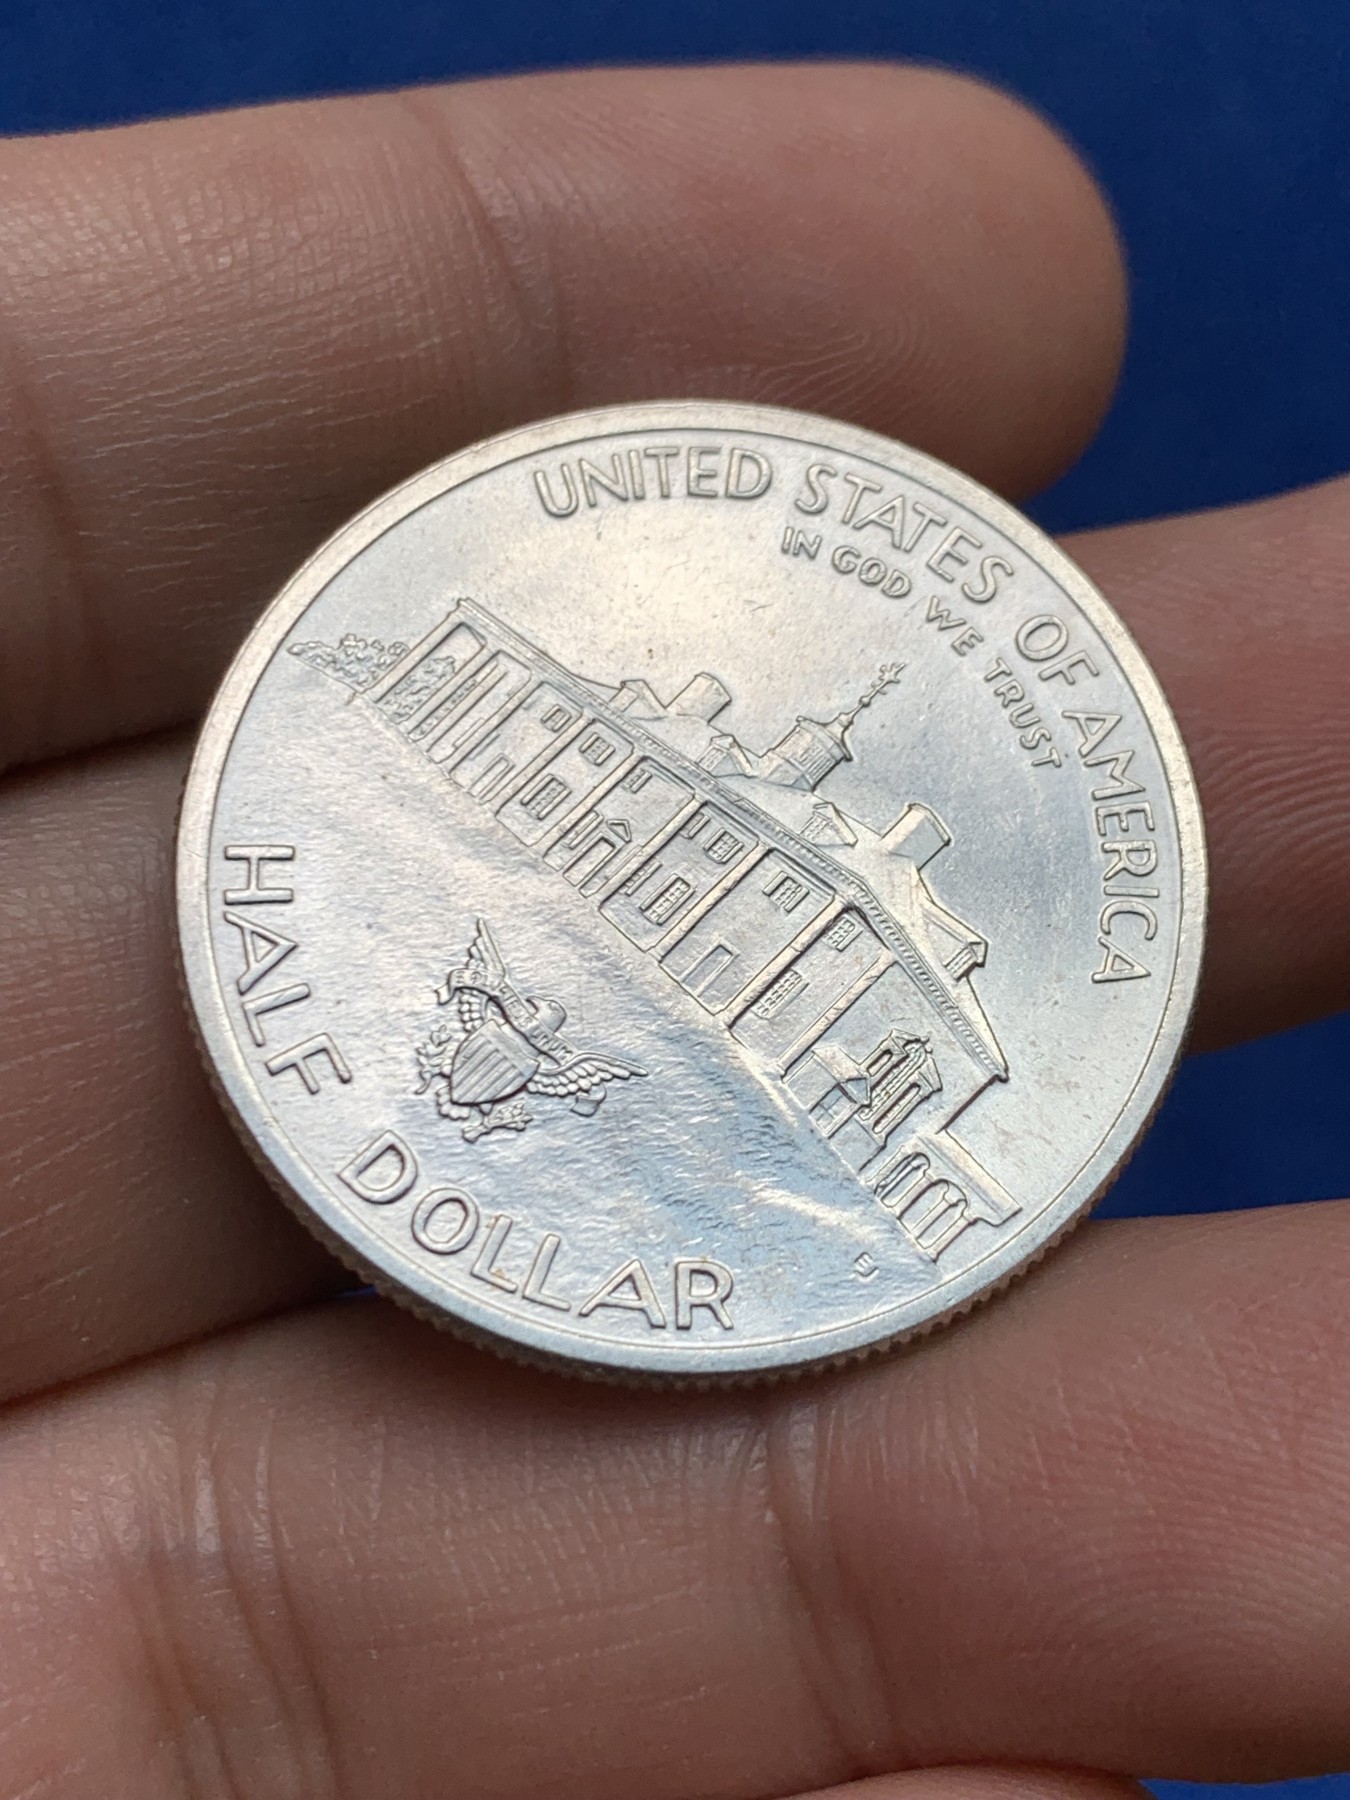 UNITED STATES OF AMERICA
IN GOD WE TRUST
HALF DOLLAR